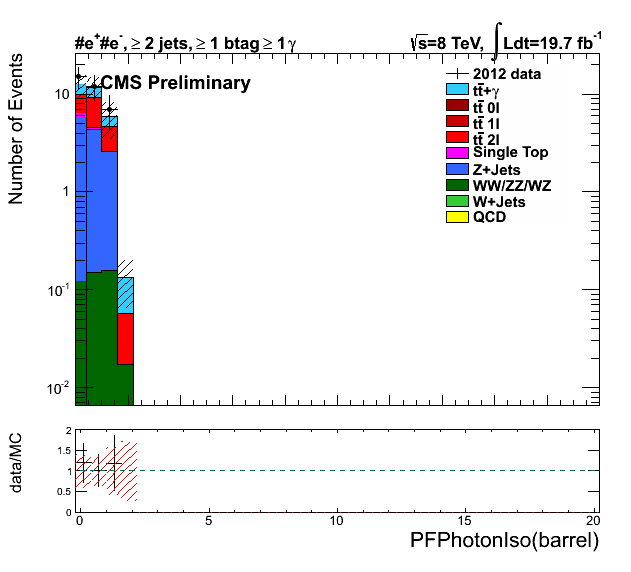 #e⁺#e⁻, ≥ 2 jets, ≥ 1 btag ≥ 1 γ √s=8 TeV, ∫ Ldt=19.7 fb⁻¹
CMS Preliminary
Number of Events
10
1
10⁻¹
10⁻²
2012 data
tt̄+γ
tt̄ 0l
tt̄ 1l
tt̄ 2l
Single Top
Z+Jets
WW/ZZ/WZ
W+Jets
QCD
data/MC
2
1.5
1
0.5
0
0 5 10 15 20
PFPhotonIso(barrel)